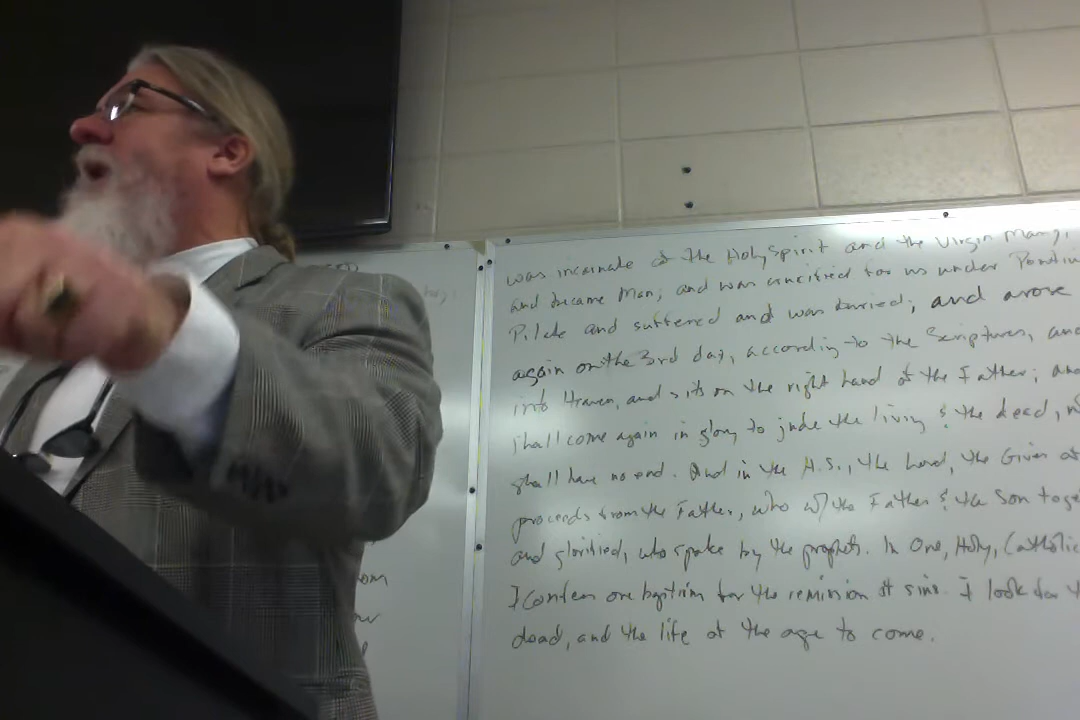 was incarnate of the Holy Spirit and the Virgin Mary,
and became Man; and was crucified for us under Pontiu
Pilate and suffered and was buried; and arose
again on the 3rd day, according to the Scriptures, and
into Heaven, and sits on the right hand of the Father; and
shall come again in glory to jude the living & the dead,
shall have no end. And in the H.S., the Lord, the Giver of
proceeds from the Father, who w/ the Father & the Son toge
and glorified, who spoke by the prophets. In One, Holy, Catholic
I confess one baptism for the remission of sins. I look for
dead, and the life of the age to come.